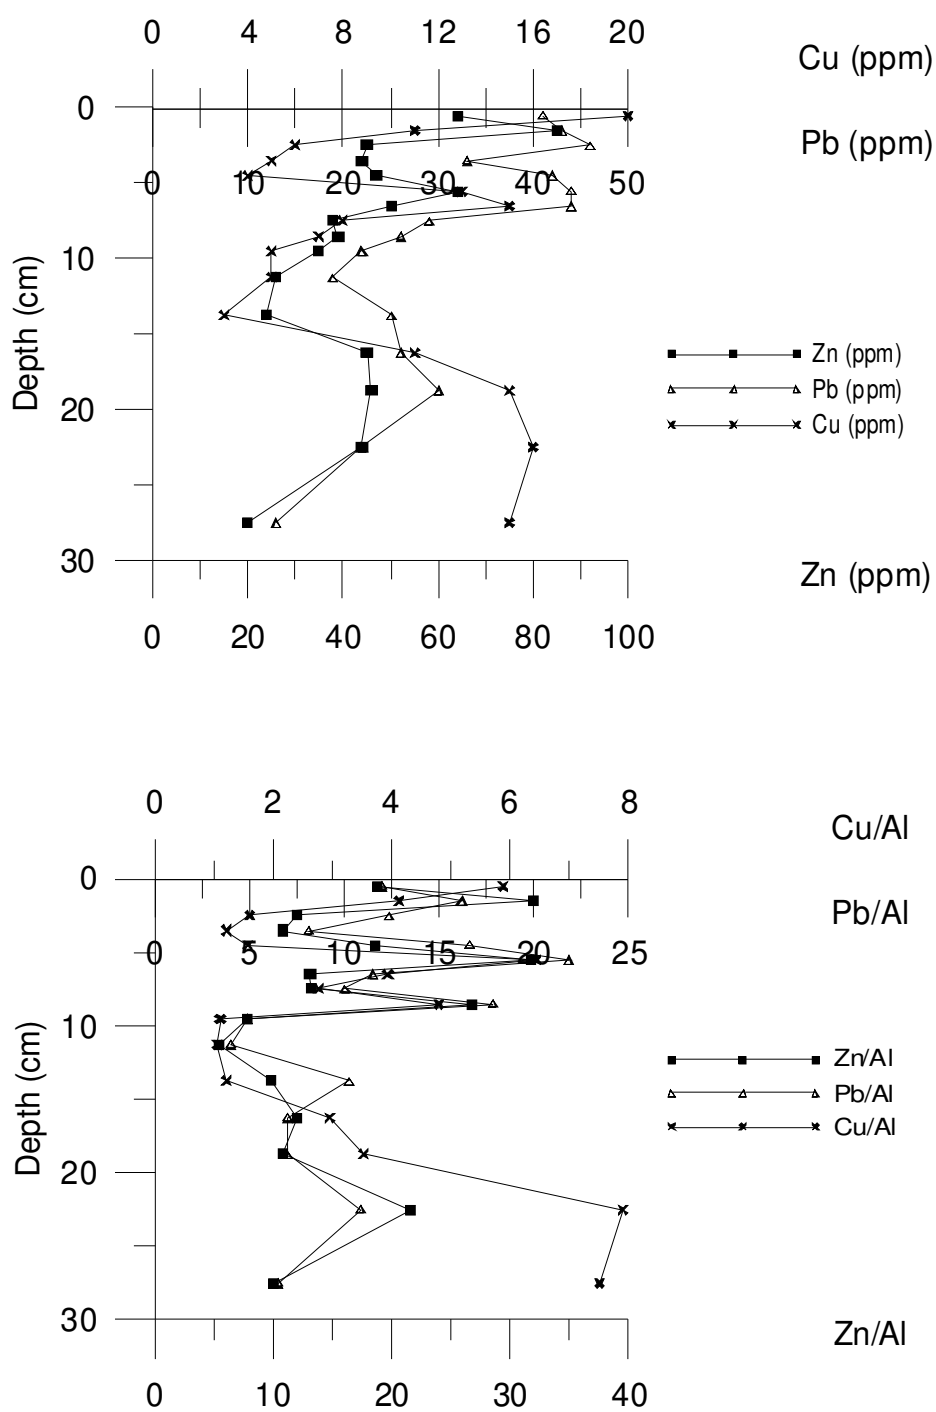 0 4 8 12 16 20
Cu (ppm)
0
Pb (ppm)
0 10 20 30 40 50
10
Depth (cm)
Zn (ppm)
Pb (ppm)
Cu (ppm)
20
30
Zn (ppm)
0 20 40 60 80 100
0 2 4 6 8
Cu/Al
0
Pb/Al
0 5 10 15 20 25
10
Depth (cm)
Zn/Al
Pb/Al
Cu/Al
20
30
Zn/Al
0 10 20 30 40